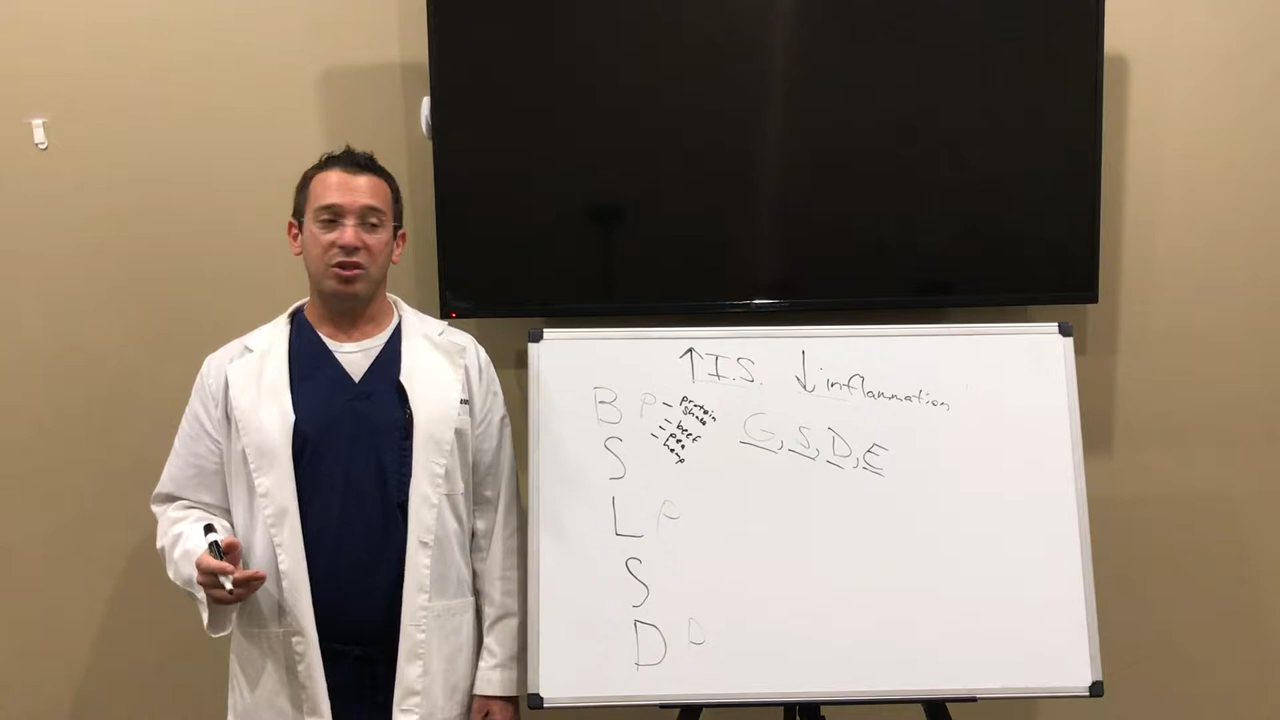 ↑ I.S. ↓ inflammation
B P - protein
shake
- beef
- pea
hemp
G, S, D, E
S
L P
S
D P